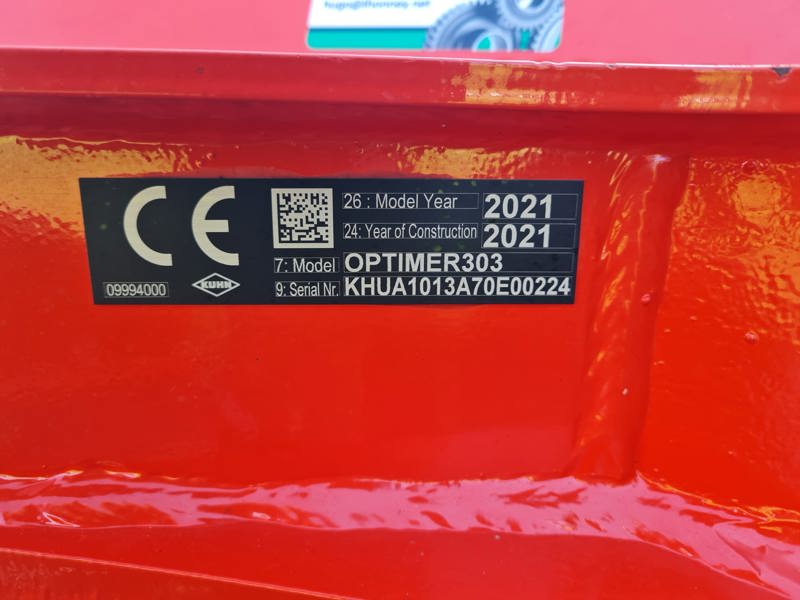 CE
26 : Model Year 2021
24: Year of Construction 2021
7: Model OPTIMER303
9: Serial Nr. KHUA1013A70E00224
09994000
KUHN